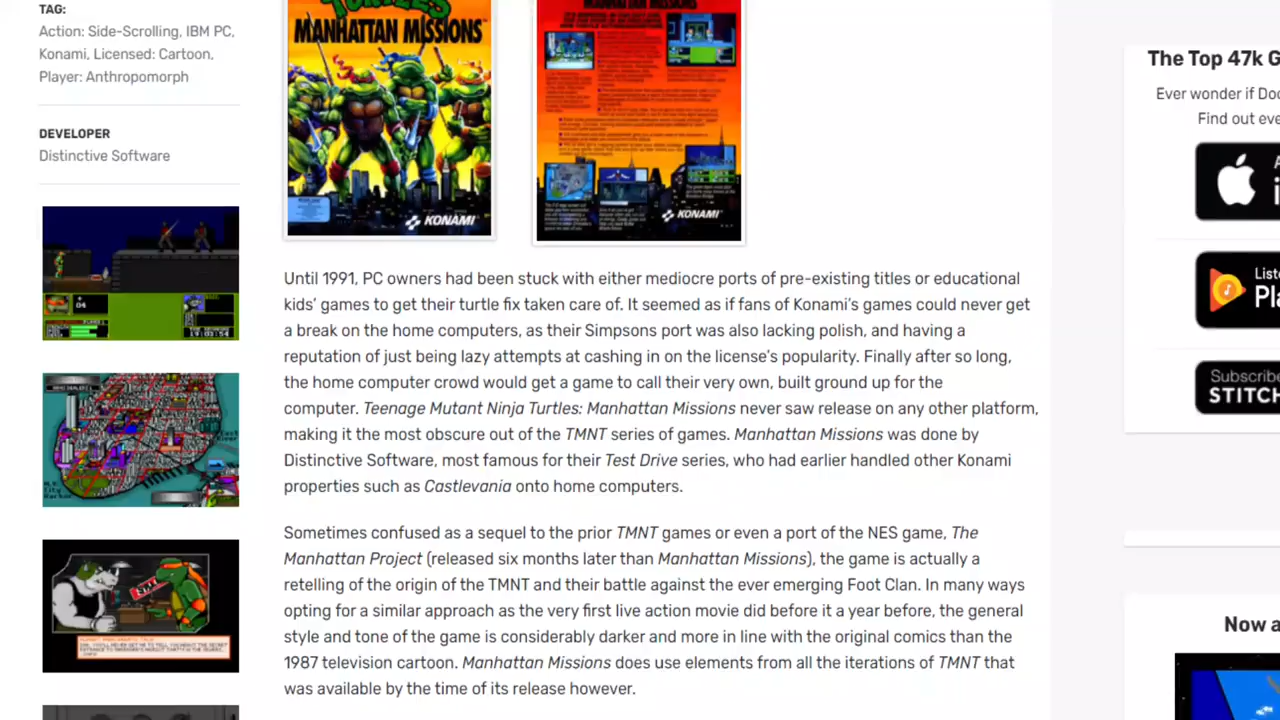 TAG:
Action: Side-Scrolling, IBM PC,
Konami, Licensed: Cartoon,
Player: Anthropomorph
DEVELOPER
Distinctive Software
MANHATTAN MISSIONS
KONAMI
MANHATTAN MISSIONS
KONAMI
Until 1991, PC owners had been stuck with either mediocre ports of pre-existing titles or educational
kids' games to get their turtle fix taken care of. It seemed as if fans of Konami's games could never get
a break on the home computers, as their Simpsons port was also lacking polish, and having a
reputation of just being lazy attempts at cashing in on the license's popularity. Finally after so long,
the home computer crowd would get a game to call their very own, built ground up for the
computer. Teenage Mutant Ninja Turtles: Manhattan Missions never saw release on any other platform,
making it the most obscure out of the TMNT series of games. Manhattan Missions was done by
Distinctive Software, most famous for their Test Drive series, who had earlier handled other Konami
properties such as Castlevania onto home computers.
Sometimes confused as a sequel to the prior TMNT games or even a port of the NES game, The
Manhattan Project (released six months later than Manhattan Missions), the game is actually a
retelling of the origin of the TMNT and their battle against the ever emerging Foot Clan. In many ways
opting for a similar approach as the very first live action movie did before in a year before, the general
style and tone of the game is considerably darker and more in line with the original comics than the
1987 television cartoon. Manhattan Missions does use elements from all the iterations of TMNT that
was available by the time of its release however.
The Top 47k G
Ever wonder if Doo
Find out eve
Liste
Pla
Subscribe
STITCH
Now a